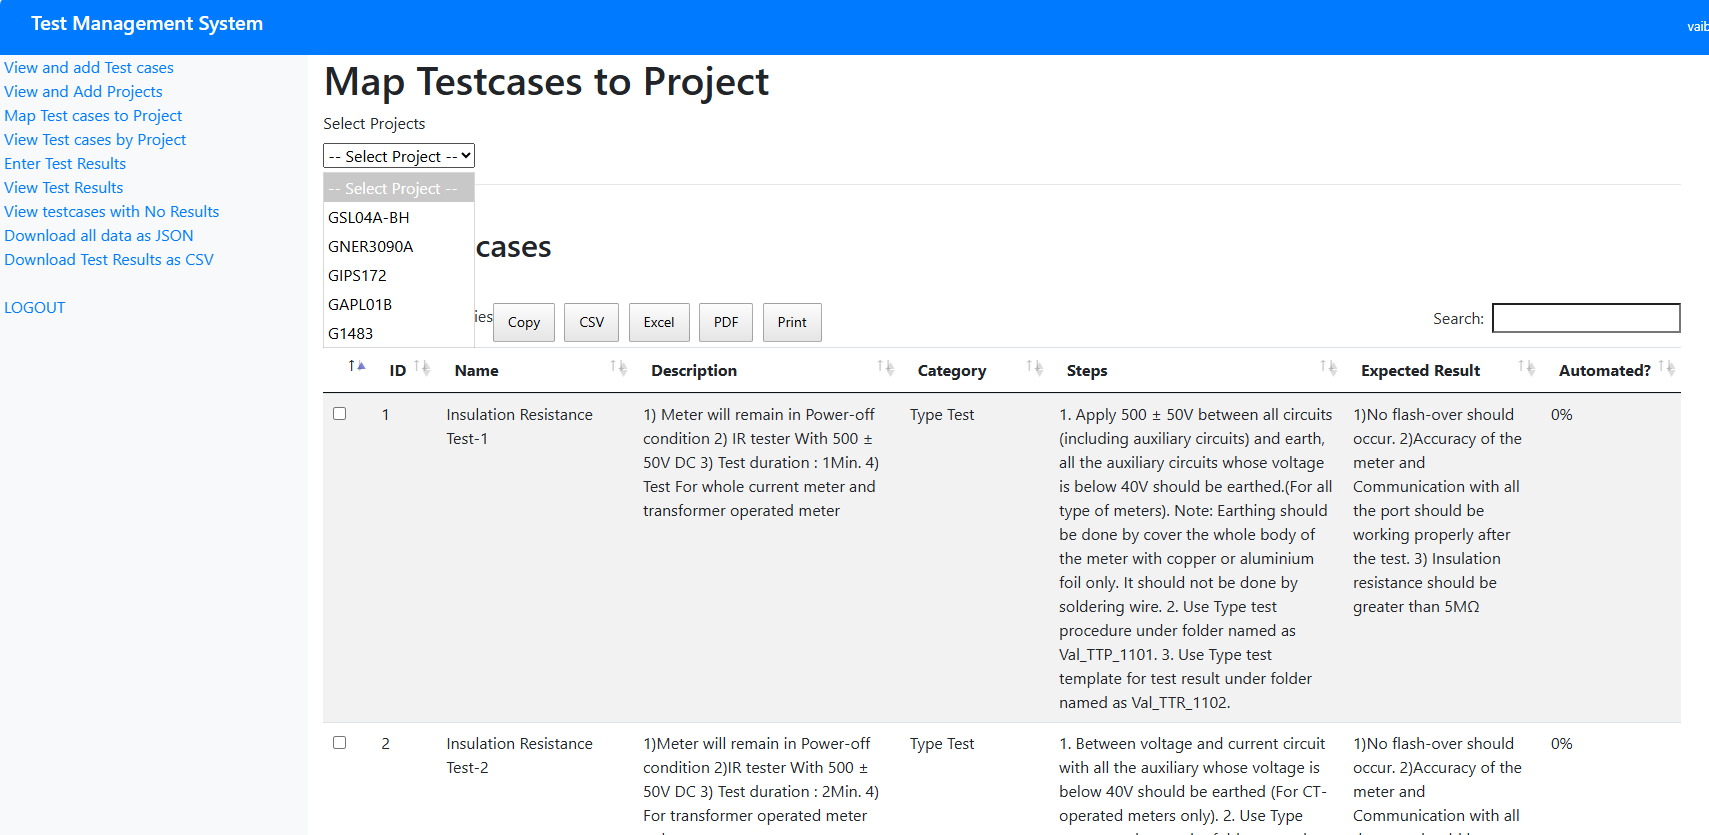 Test Management System
vaib
View and add Test cases
View and Add Projects
Map Test cases to Project
View Test cases by Project
Enter Test Results
View Test Results
View testcases with No Results
Download all data as JSON
Download Test Results as CSV
LOGOUT
Map Testcases to Project
Select Projects
-- Select Project --
-- Select Project --
GSL04A-BH
GNER3090A
GIPS172
GAPL01B
G1483
cases
ies
Copy
CSV
Excel
PDF
Print
Search:
ID
Name
Description
Category
Steps
Expected Result
Automated?
1
Insulation Resistance
Test-1
1) Meter will remain in Power-off
condition 2) IR tester With 500 ±
50V DC 3) Test duration : 1Min. 4)
Test For whole current meter and
transformer operated meter
Type Test
1. Apply 500 ± 50V between all circuits
(including auxiliary circuits) and earth,
all the auxiliary circuits whose voltage
is below 40V should be earthed.(For all
type of meters). Note: Earthing should
be done by cover the whole body of
the meter with copper or aluminium
foil only. It should not be done by
soldering wire. 2. Use Type test
procedure under folder named as
Val_TTP_1101. 3. Use Type test
template for test result under folder
named as Val_TTR_1102.
1)No flash-over should
occur. 2)Accuracy of the
meter and
Communication with all
the port should be
working properly after
the test. 3) Insulation
resistance should be
greater than 5MΩ
0%
2
Insulation Resistance
Test-2
1)Meter will remain in Power-off
condition 2)IR tester With 500 ±
50V DC 3) Test duration : 2Min. 4)
For transformer operated meter
Type Test
1. Between voltage and current circuit
with all the auxiliary whose voltage is
below 40V should be earthed (For CT-
operated meters only). 2. Use Type
1)No flash-over should
occur. 2)Accuracy of the
meter and
Communication with all
0%